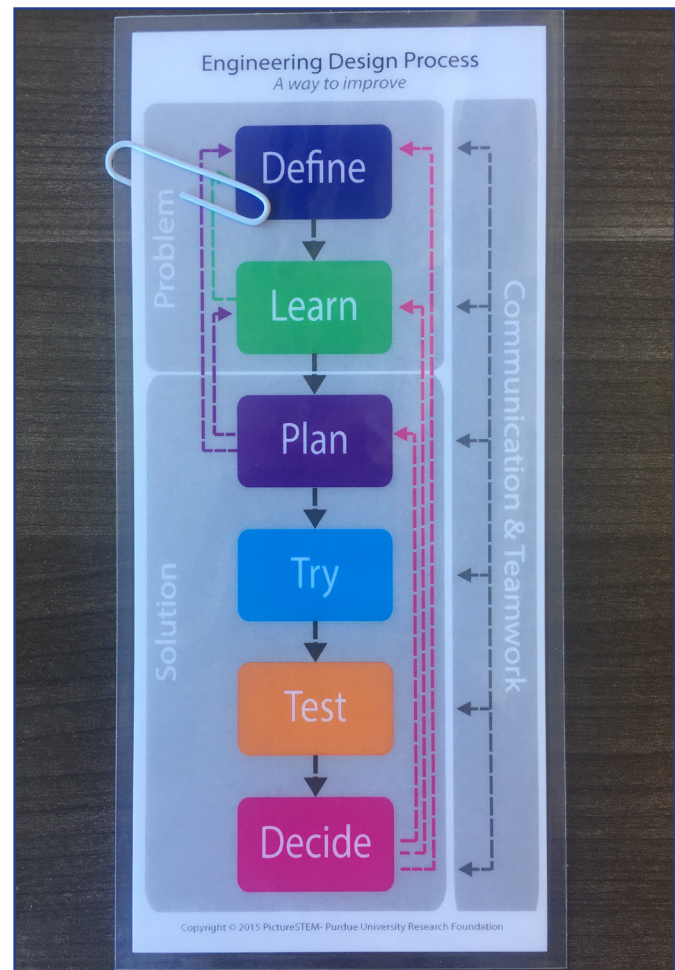 Engineering Design Process
A way to improve
Problem
Define
Learn
Solution
Plan
Try
Test
Decide
Communication & Teamwork
Copyright © 2015 PictureSTEM- Purdue University Research Foundation